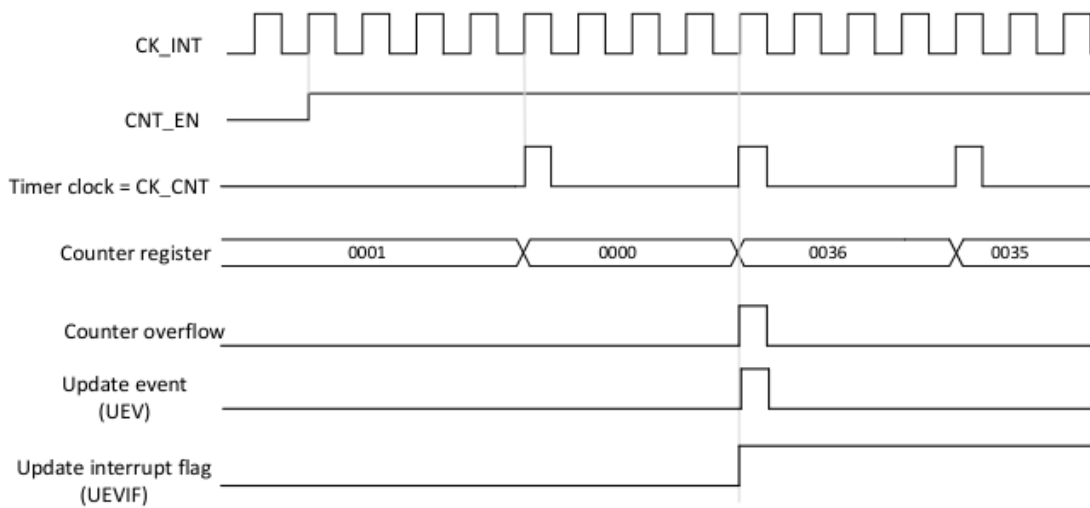 CK_INT
CNT_EN
Timer clock = CK_CNT
Counter register
0001
0000
0036
0035
Counter overflow
Update event
(UEV)
Update interrupt flag
(UEVIF)